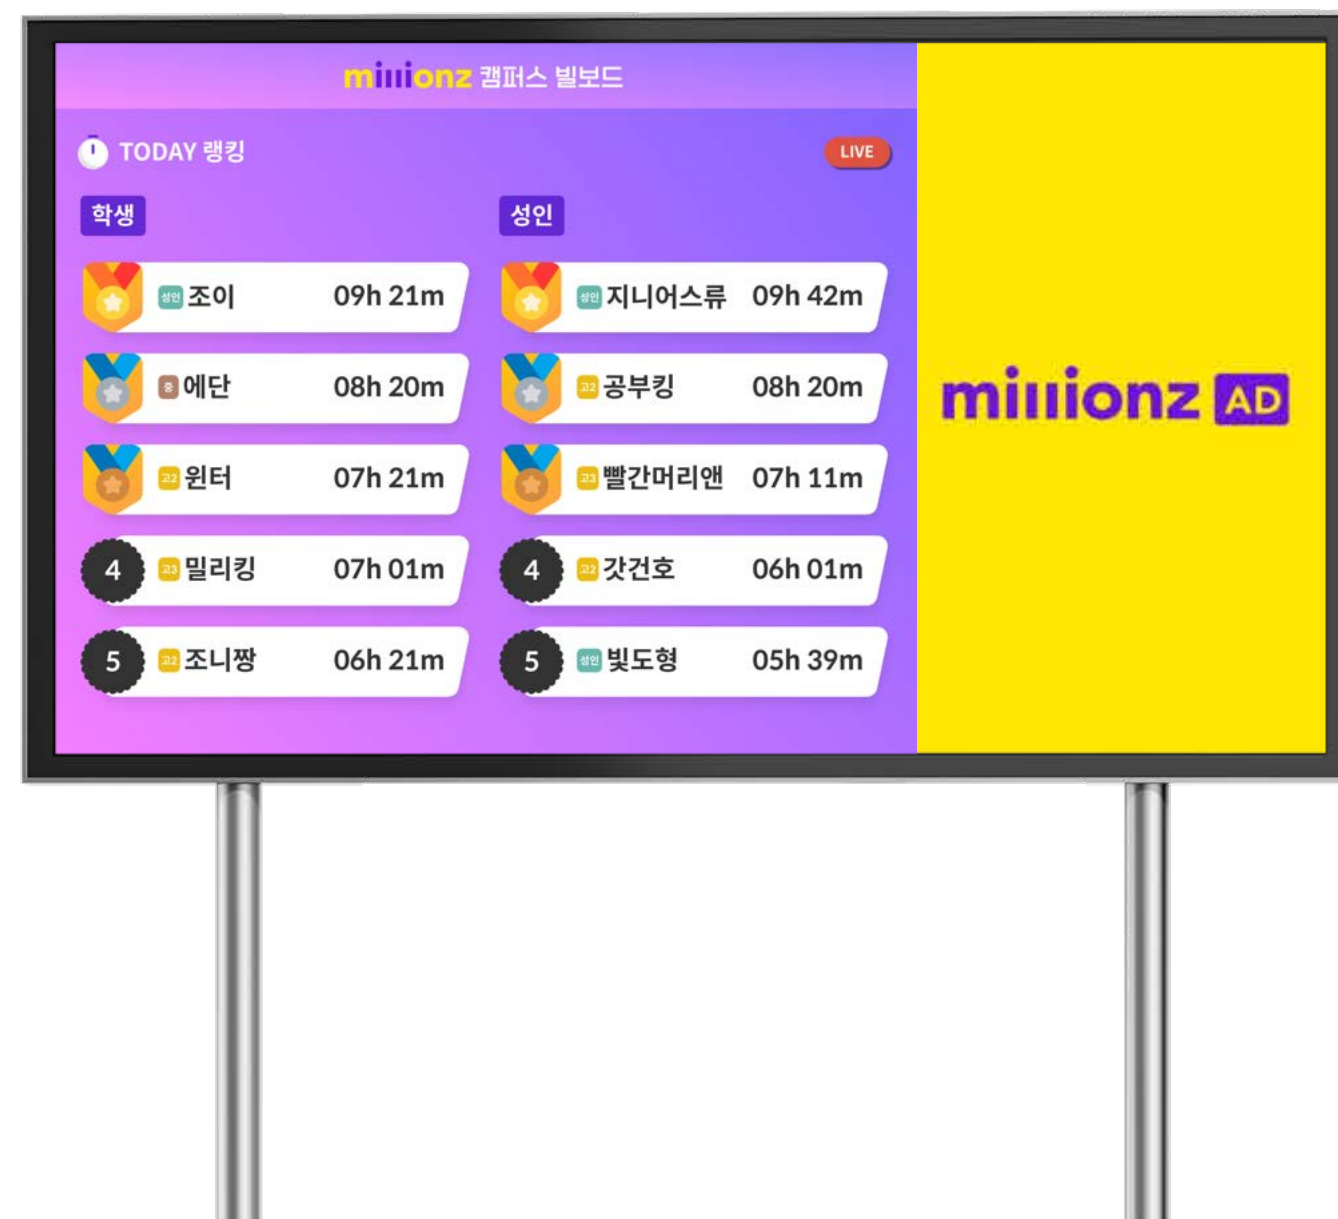 millionz 캠퍼스 빌보드
TODAY 랭킹
LIVE
학생
성인 조이 09h 21m
중 에단 08h 20m
고2 윈터 07h 21m
4 고3 밀리킹 07h 01m
5 고2 조니짱 06h 21m
성인
성인 지니어스류 09h 42m
고2 공부킹 08h 20m
고3 빨간머리앤 07h 11m
4 고2 갓건호 06h 01m
5 성인 빛도형 05h 39m
millionz AD